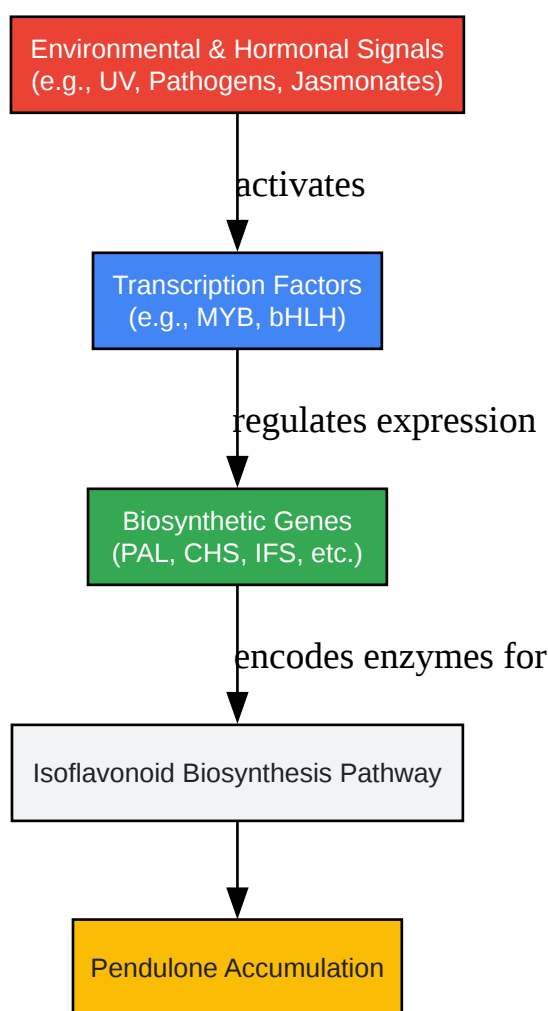 Environmental & Hormonal Signals
(e.g., UV, Pathogens, Jasmonates)
activates
Transcription Factors
(e.g., MYB, bHLH)
regulates expression
Biosynthetic Genes
(PAL, CHS, IFS, etc.)
encodes enzymes for
Isoflavonoid Biosynthesis Pathway
Pendulone Accumulation